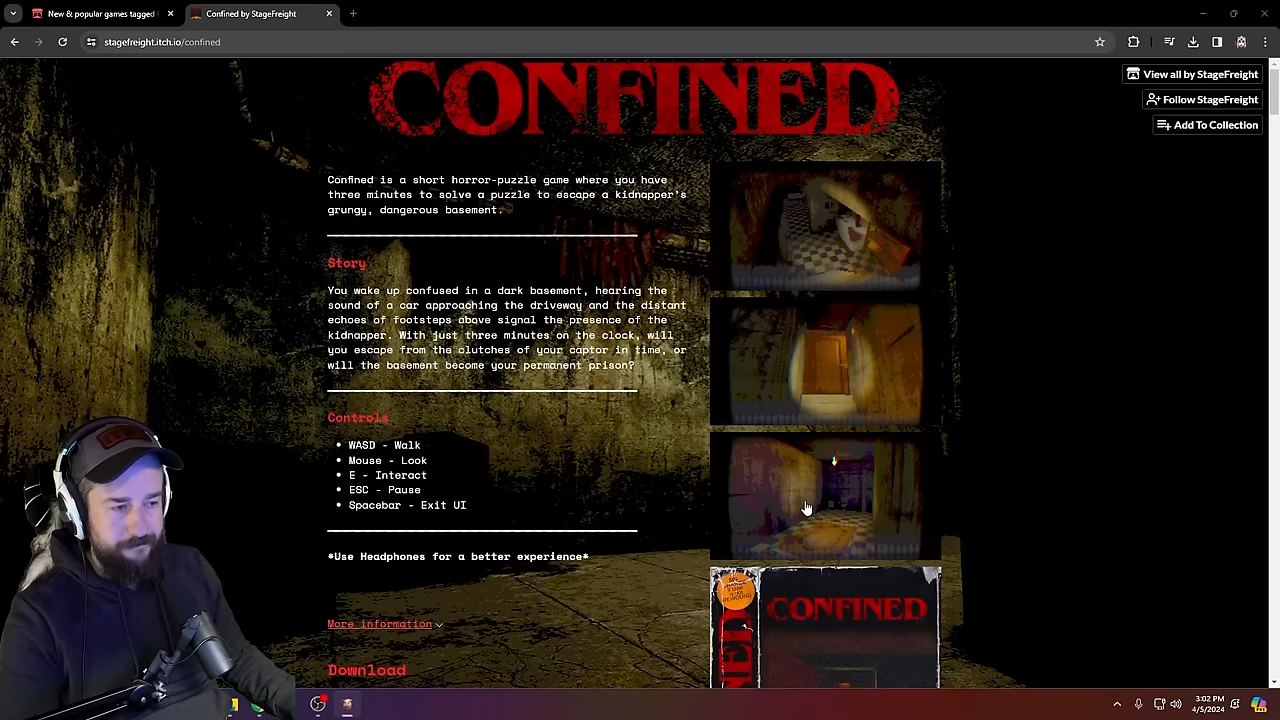 New & popular games tagged
Confined by StageFreight
stagefreight.itch.io/confined
CONFINED
View all by StageFreight
Follow StageFreight
Add To Collection
Confined is a short horror-puzzle game where you have
three minutes to solve a puzzle to escape a kidnapper's
grungy, dangerous basement.
Story
You wake up confused in a dark basement, hearing the
sound of a car approaching the driveway and the distant
echoes of footsteps above signal the presence of the
kidnapper. With just three minutes on the clock, will
you escape from the clutches of your captor in time, or
will the basement become your permanent prison?
Controls
WASD - Walk
Mouse - Look
E - Interact
ESC - Pause
Spacebar - Exit UI
*Use Headphones for a better experience*
More information
Download
CONFINED
3:02 PM
4/5/2024